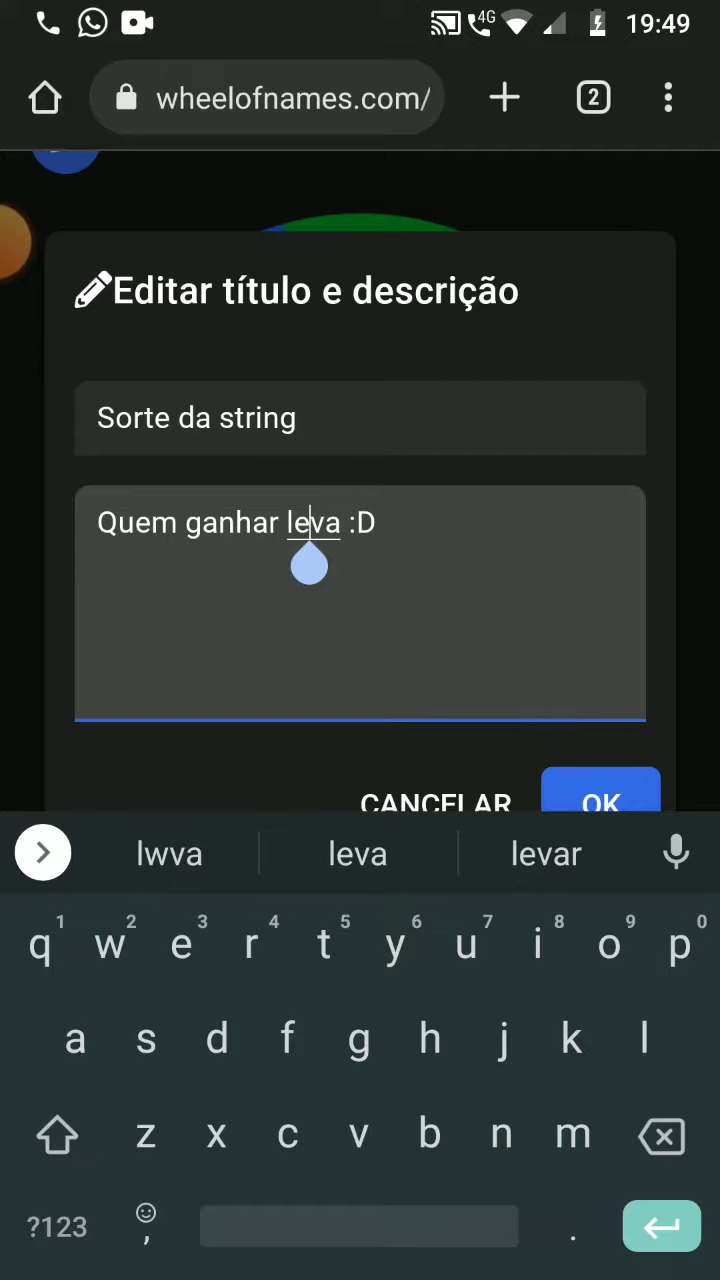 4G
19:49
wheelofnames.com/
2
Editar título e descrição
Sorte da string
Quem ganhar leva :D
CANCELAR OK
lwva leva levar
1 2 3 4 5 6 7 8 9 0
q w e r t y u i o p
a s d f g h j k l
z x c v b n m
?123 , .